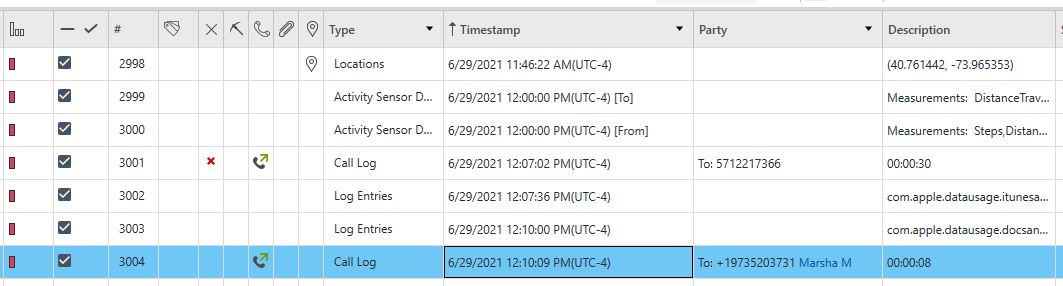 # Type Timestamp Party Description
2998 Locations 6/29/2021 11:46:22 AM(UTC-4) (40.761442, -73.965353)
2999 Activity Sensor D... 6/29/2021 12:00:00 PM(UTC-4) [To] Measurements: DistanceTrav...
3000 Activity Sensor D... 6/29/2021 12:00:00 PM(UTC-4) [From] Measurements: Steps,Distan...
3001 Call Log 6/29/2021 12:07:02 PM(UTC-4) To: 5712217366 00:00:30
3002 Log Entries 6/29/2021 12:07:36 PM(UTC-4) com.apple.datausage.itunesa...
3003 Log Entries 6/29/2021 12:10:00 PM(UTC-4) com.apple.datausage.docsan...
3004 Call Log 6/29/2021 12:10:09 PM(UTC-4) To: +19735203731 Marsha M 00:00:08